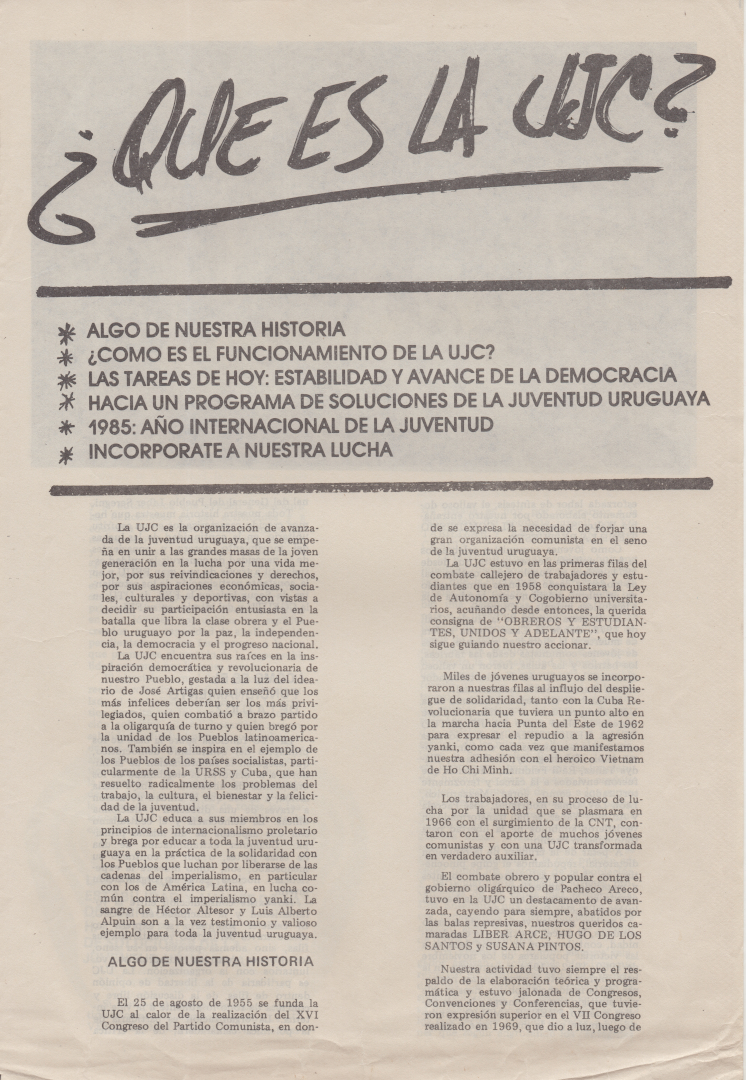 ¿QUE ES LA UJC?
* ALGO DE NUESTRA HISTORIA
* ¿COMO ES EL FUNCIONAMIENTO DE LA UJC?
* LAS TAREAS DE HOY: ESTABILIDAD Y AVANCE DE LA DEMOCRACIA
* HACIA UN PROGRAMA DE SOLUCIONES DE LA JUVENTUD URUGUAYA
* 1985: AÑO INTERNACIONAL DE LA JUVENTUD
* INCORPORATE A NUESTRA LUCHA
La UJC es la organización de avanza-
da de la juventud uruguaya, que se empe-
ña en unir a las grandes masas de la joven
generación en la lucha por una vida me-
jor, por sus reivindicaciones y derechos,
por sus aspiraciones económicas, socia-
les, culturales y deportivas, con vistas a
decidir su participación entusiasta en la
batalla que libra la clase obrera y el Pue-
blo uruguayo por la paz, la independen-
cia, la democracia y el progreso nacional.
La UJC encuentra sus raíces en la ins-
piración democrática y revolucionaria de
nuestro Pueblo, gestada a la luz del idea-
rio de José Artigas quien enseñó que los
más infelices deberían ser los más privi-
legiados, quien combatió a brazo partido
a la oligarquía de turno y quien bregó por
la unidad de los Pueblos latinoamerica-
nos. También se inspira en el ejemplo de
los Pueblos de los países socialistas, parti-
cularmente de la URSS y Cuba, que han
resuelto radicalmente los problemas del
trabajo, la cultura, el bienestar y la felici-
dad de la juventud.
La UJC educa a sus miembros en los
principios de internacionalismo proletario
y brega por educar a toda la juventud uru-
guaya en la práctica de la solidaridad con
los Pueblos que luchan por liberarse de las
cadenas del imperialismo, en particular
con los de América Latina, en lucha co-
mún contra el imperialismo yanki. La
sangre de Héctor Altesor y Luis Alberto
Alpuin son a la vez testimonio y valioso
ejemplo para toda la juventud uruguaya.
ALGO DE NUESTRA HISTORIA
El 25 de agosto de 1955 se funda la
UJC al calor de la realización del XVI
Congreso del Partido Comunista, en don-
de se expresa la necesidad de forjar una
gran organización comunista en el seno
de la juventud uruguaya.
La UJC estuvo en las primeras filas del
combate callejero de trabajadores y estu-
diantes que en 1958 conquistara la Ley
de Autonomía y Cogobierno universita-
rios, acuñando desde entonces, la querida
consigna de "OBREROS Y ESTUDIAN-
TES, UNIDOS Y ADELANTE", que hoy
sigue guiando nuestro accionar.
Miles de jóvenes uruguayos se incorpo-
raron a nuestras filas al influjo del desplie-
gue de solidaridad, tanto con la Cuba Re-
volucionaria que tuviera un punto alto en
la marcha hacia Punta del Este de 1962
para expresar el repudio a la agresión
yanki, como cada vez que manifestamos
nuestra adhesión con el heroico Vietnam
de Ho Chi Minh.
Los trabajadores, en su proceso de lu-
cha por la unidad que se plasmara en
1966 con el surgimiento de la CNT, con-
taron con el aporte de muchos jóvenes
comunistas y con una UJC transformada
en verdadero auxiliar.
El combate obrero y popular contra el
gobierno oligárquico de Pacheco Areco,
tuvo en la UJC un destacamento de avan-
zada, cayendo para siempre, abatidos por
las balas represivas, nuestros queridos ca-
maradas LIBER ARCE, HUGO DE LOS
SANTOS y SUSANA PINTOS.
Nuestra actividad tuvo siempre el res-
paldo de la elaboración teórica y progra-
mática y estuvo jalonada de Congresos,
Convenciones y Conferencias, que tuvie-
ron expresión superior en el VII Congreso
realizado en 1969, que dio a luz, luego de